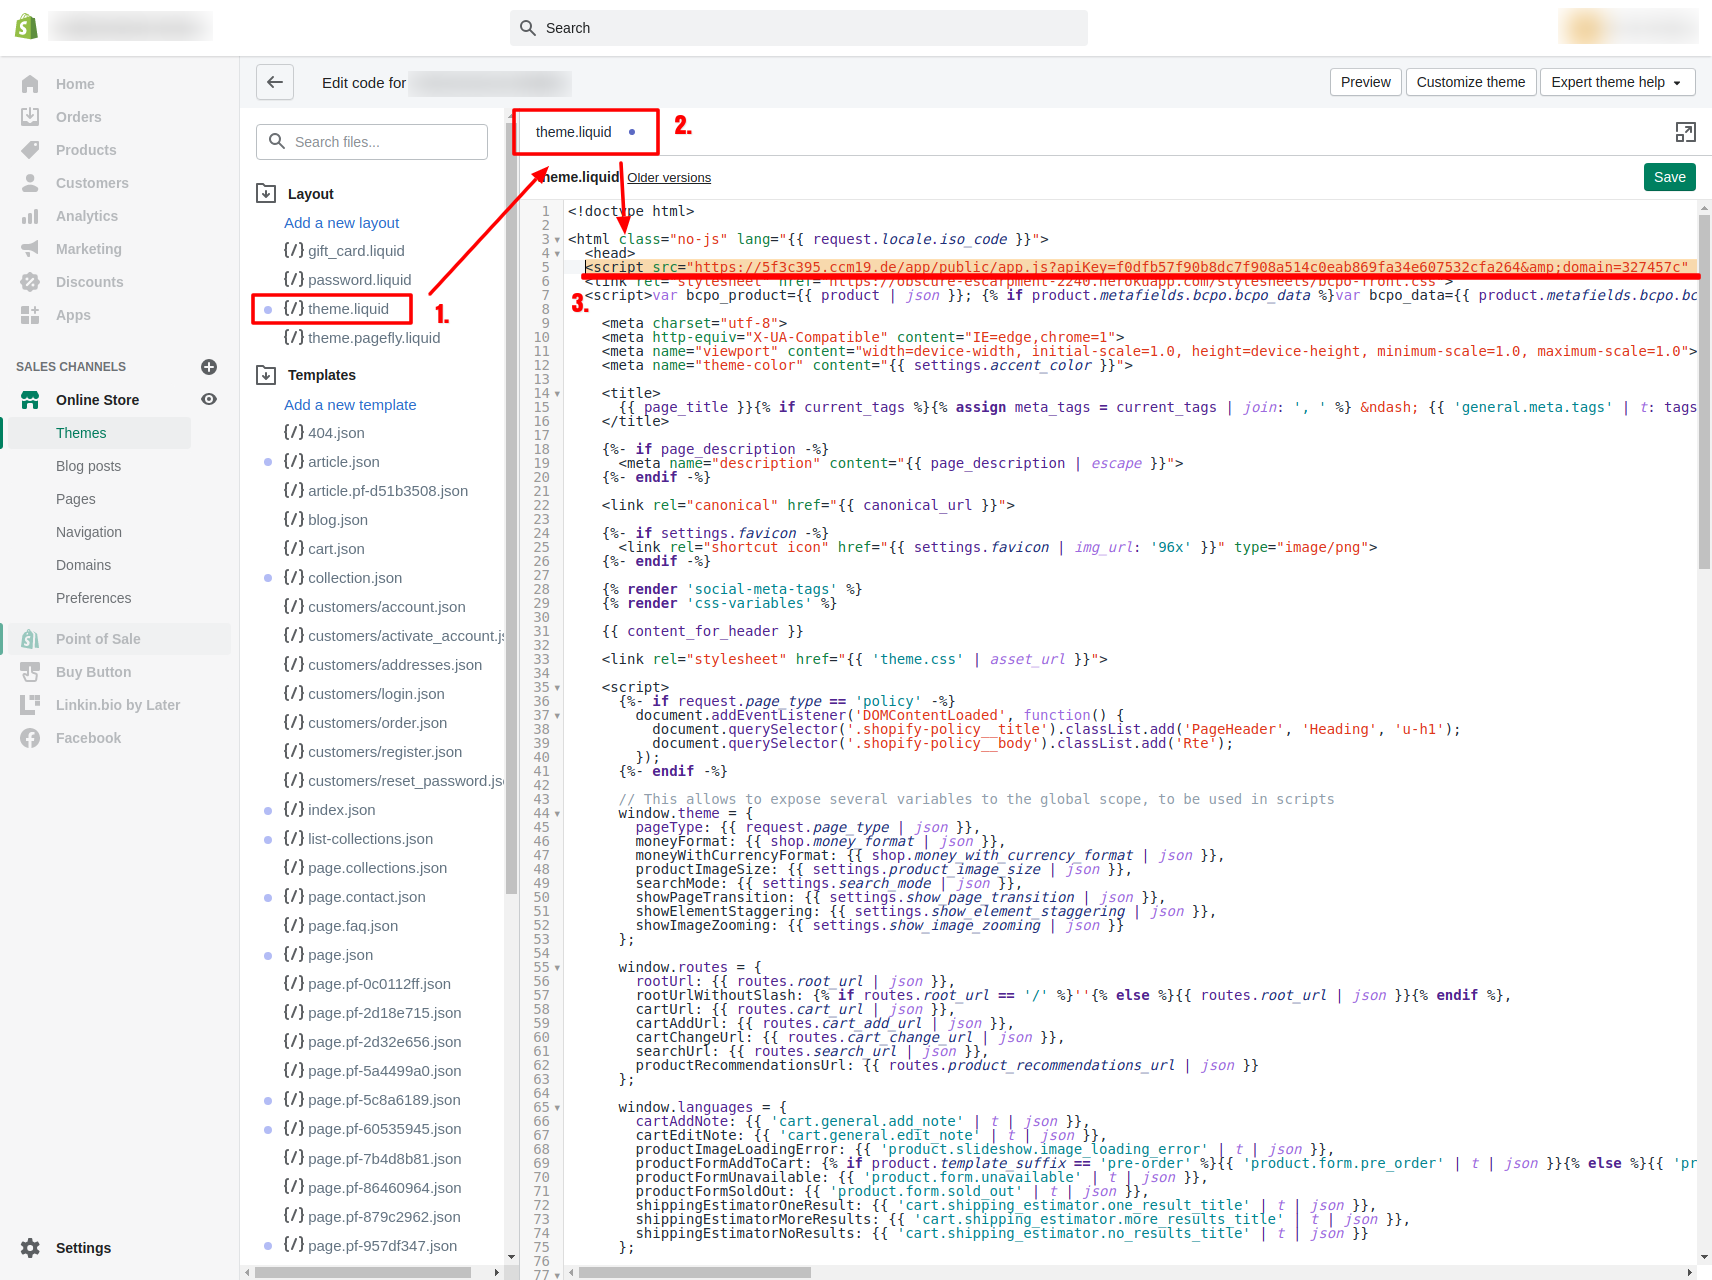 Search
Edit code for
Preview
Customize theme
Expert theme help
Home
Orders
Products
Customers
Analytics
Marketing
Discounts
Apps
SALES CHANNELS
Online Store
Themes
Blog posts
Pages
Navigation
Domains
Preferences
Point of Sale
Buy Button
Linkin.bio by Later
Facebook
Settings
Search files...
Layout
Add a new layout
{/} gift_card.liquid
{/} password.liquid
{/} theme.liquid
1.
{/} theme.pagefly.liquid
Templates
Add a new template
{/} 404.json
{/} article.json
{/} article.pf-d51b3508.json
{/} blog.json
{/} cart.json
{/} collection.json
{/} customers/account.json
{/} customers/activate_account.js
{/} customers/addresses.json
{/} customers/login.json
{/} customers/order.json
{/} customers/register.json
{/} customers/reset_password.jso
{/} index.json
{/} list-collections.json
{/} page.collections.json
{/} page.contact.json
{/} page.faq.json
{/} page.json
{/} page.pf-0c0112ff.json
{/} page.pf-2d18e715.json
{/} page.pf-2d32e656.json
{/} page.pf-5a4499a0.json
{/} page.pf-5c8a6189.json
{/} page.pf-60535945.json
{/} page.pf-7b4d8b81.json
{/} page.pf-86460964.json
{/} page.pf-879c2962.json
{/} page.pf-957df347.json
theme.liquid
2.
heme.liquid Older versions
Save
1 <!doctype html>
2
3 <html class="no-js" lang="{{ request.locale.iso_code }}">
4 <head>
5 <script src="https://5f3c395.ccm19.de/app/public/app.js?apiKey=f0dfb57f90b8dc7f908a514c0eab869fa34e607532cfa264&amp;domain=327457c"
6 <link rel="stylesheet" href="https://obscure-escarpment-2240.herokuapp.com/stylesheets/bcpo-front.css">
7 <script>var bcpo_product={{ product | json }}; {% if product.metafields.bcpo.bcpo_data %}var bcpo_data={{ product.metafields.bcpo.bc
3.
8
9 <meta charset="utf-8">
10 <meta http-equiv="X-UA-Compatible" content="IE=edge,chrome=1">
11 <meta name="viewport" content="width=device-width, initial-scale=1.0, height=device-height, minimum-scale=1.0, maximum-scale=1.0">
12 <meta name="theme-color" content="{{ settings.accent_color }}">
13
14 <title>
15 {{ page_title }}{% if current_tags %}{% assign meta_tags = current_tags | join: ', ' %} &ndash; {{ 'general.meta.tags' | t: tags
16 </title>
17
18 {%- if page_description -%}
19 <meta name="description" content="{{ page_description | escape }}">
20 {%- endif -%}
21
22 <link rel="canonical" href="{{ canonical_url }}">
23
24 {%- if settings.favicon -%}
25 <link rel="shortcut icon" href="{{ settings.favicon | img_url: '96x' }}" type="image/png">
26 {%- endif -%}
27
28 {% render 'social-meta-tags' %}
29 {% render 'css-variables' %}
30
31 {{ content_for_header }}
32
33 <link rel="stylesheet" href="{{ 'theme.css' | asset_url }}">
34
35 <script>
36 {%- if request.page_type == 'policy' -%}
37 document.addEventListener('DOMContentLoaded', function() {
38 document.querySelector('.shopify-policy__title').classList.add('PageHeader', 'Heading', 'u-h1');
39 document.querySelector('.shopify-policy__body').classList.add('Rte');
40 });
41 {%- endif -%}
42
43 // This allows to expose several variables to the global scope, to be used in scripts
44 window.theme = {
45 pageType: {{ request.page_type | json }},
46 moneyFormat: {{ shop.money_format | json }},
47 moneyWithCurrencyFormat: {{ shop.money_with_currency_format | json }},
48 productImageSize: {{ settings.product_image_size | json }},
49 searchMode: {{ settings.search_mode | json }},
50 showPageTransition: {{ settings.show_page_transition | json }},
51 showElementStaggering: {{ settings.show_element_staggering | json }},
52 showImageZooming: {{ settings.show_image_zooming | json }}
53 };
54
55 window.routes = {
56 rootUrl: {{ routes.root_url | json }},
57 rootUrlWithoutSlash: {% if routes.root_url == '/' %}''{% else %}{{ routes.root_url | json }}{% endif %},
58 cartUrl: {{ routes.cart_url | json }},
59 cartAddUrl: {{ routes.cart_add_url | json }},
60 cartChangeUrl: {{ routes.cart_change_url | json }},
61 searchUrl: {{ routes.search_url | json }},
62 productRecommendationsUrl: {{ routes.product_recommendations_url | json }}
63 };
64
65 window.languages = {
66 cartAddNote: {{ 'cart.general.add_note' | t | json }},
67 cartEditNote: {{ 'cart.general.edit_note' | t | json }},
68 productImageLoadingError: {{ 'product.slideshow.image_loading_error' | t | json }},
69 productFormAddToCart: {% if product.template_suffix == 'pre-order' %}{{ 'product.form.pre_order' | t | json }}{% else %}{{ 'pr
70 productFormUnavailable: {{ 'product.form.unavailable' | t | json }},
71 productFormSoldOut: {{ 'product.form.sold_out' | t | json }},
72 shippingEstimatorOneResult: {{ 'cart.shipping_estimator.one_result_title' | t | json }},
73 shippingEstimatorMoreResults: {{ 'cart.shipping_estimator.more_results_title' | t | json }},
74 shippingEstimatorNoResults: {{ 'cart.shipping_estimator.no_results_title' | t | json }}
75 };
76
77